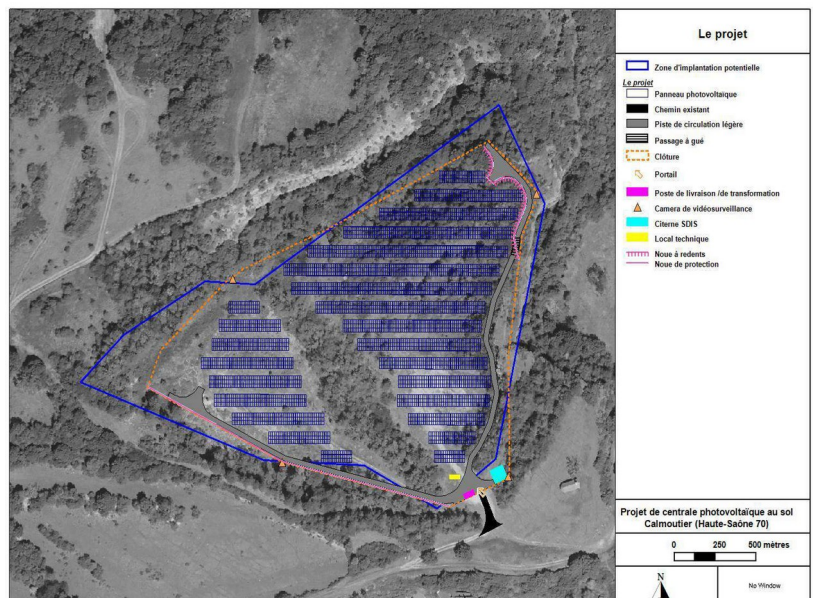 Le projet
Zone d'implantation potentielle
Le projet
Panneau photovoltaïque
Chemin existant
Piste de circulation légère
Passage à gué
Clôture
Portail
Poste de livraison /de transformation
Camera de vidéosurveillance
Citerne SDIS
Local technique
Noue à redents
Noue de protection
Projet de centrale photovoltaïque au sol
Calmoutier (Haute-Saône 70)
0 250 500 mètres
N
No Window